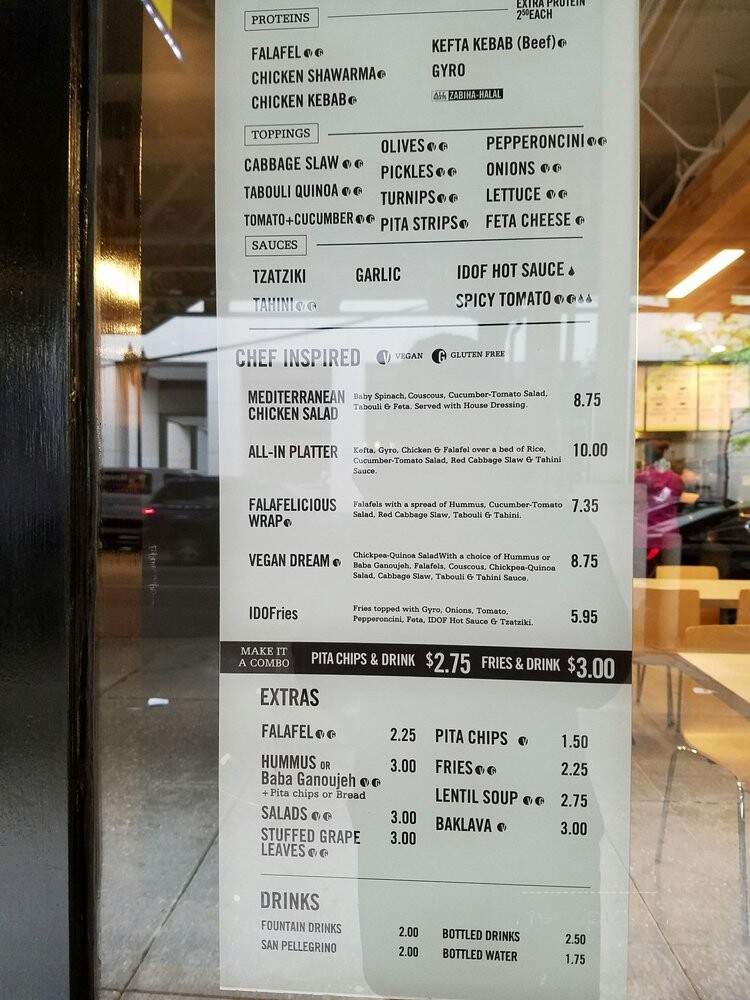 PROTEINS
EXTRA PROTEIN
2⁵⁰EACH
FALAFEL V G
CHICKEN SHAWARMA G
CHICKEN KEBAB G
KEFTA KEBAB (Beef) G
GYRO
ZABIHA-HALAL
TOPPINGS
CABBAGE SLAW V G
TABOULI QUINOA V G
TOMATO+CUCUMBER V G
OLIVES V G
PICKLES V G
TURNIPS V G
PITA STRIPS V
PEPPERONCINI V G
ONIONS V G
LETTUCE V G
FETA CHEESE G
SAUCES
TZATZIKI
GARLIC
IDOF HOT SAUCE
TAHINI V G
SPICY TOMATO V G
CHEF INSPIRED V VEGAN G GLUTEN FREE
MEDITERRANEAN
CHICKEN SALAD
Baby Spinach, Couscous, Cucumber-Tomato Salad,
Tabouli & Feta. Served with House Dressing.
8.75
ALL-IN PLATTER
Kefta, Gyro, Chicken & Falafel over a bed of Rice,
Cucumber-Tomato Salad, Red Cabbage Slaw & Tahini
Sauce.
10.00
FALAFELICIOUS
WRAP V
Falafels with a spread of Hummus, Cucumber-Tomato
Salad, Red Cabbage Slaw, Tabouli & Tahini.
7.35
VEGAN DREAM V
Chickpea-Quinoa SaladWith a choice of Hummus or
Baba Ganoujeh, Falafels, Couscous, Chickpea-Quinoa
Salad, Cabbage Slaw, Tabouli & Tahini Sauce.
8.75
IDOFries
Fries topped with Gyro, Onions, Tomato,
Pepperoncini, Feta, IDOF Hot Sauce & Tzatziki.
5.95
MAKE IT
A COMBO
PITA CHIPS & DRINK $2.75 FRIES & DRINK $3.00
EXTRAS
FALAFEL V G 2.25
HUMMUS OR 3.00
Baba Ganoujeh V G
+Pita chips or Bread
SALADS V G 3.00
STUFFED GRAPE 3.00
LEAVES V G
PITA CHIPS V 1.50
FRIES V G 2.25
LENTIL SOUP V G 2.75
BAKLAVA V 3.00
DRINKS
FOUNTAIN DRINKS 2.00
SAN PELLEGRINO 2.00
BOTTLED DRINKS 2.50
BOTTLED WATER 1.75